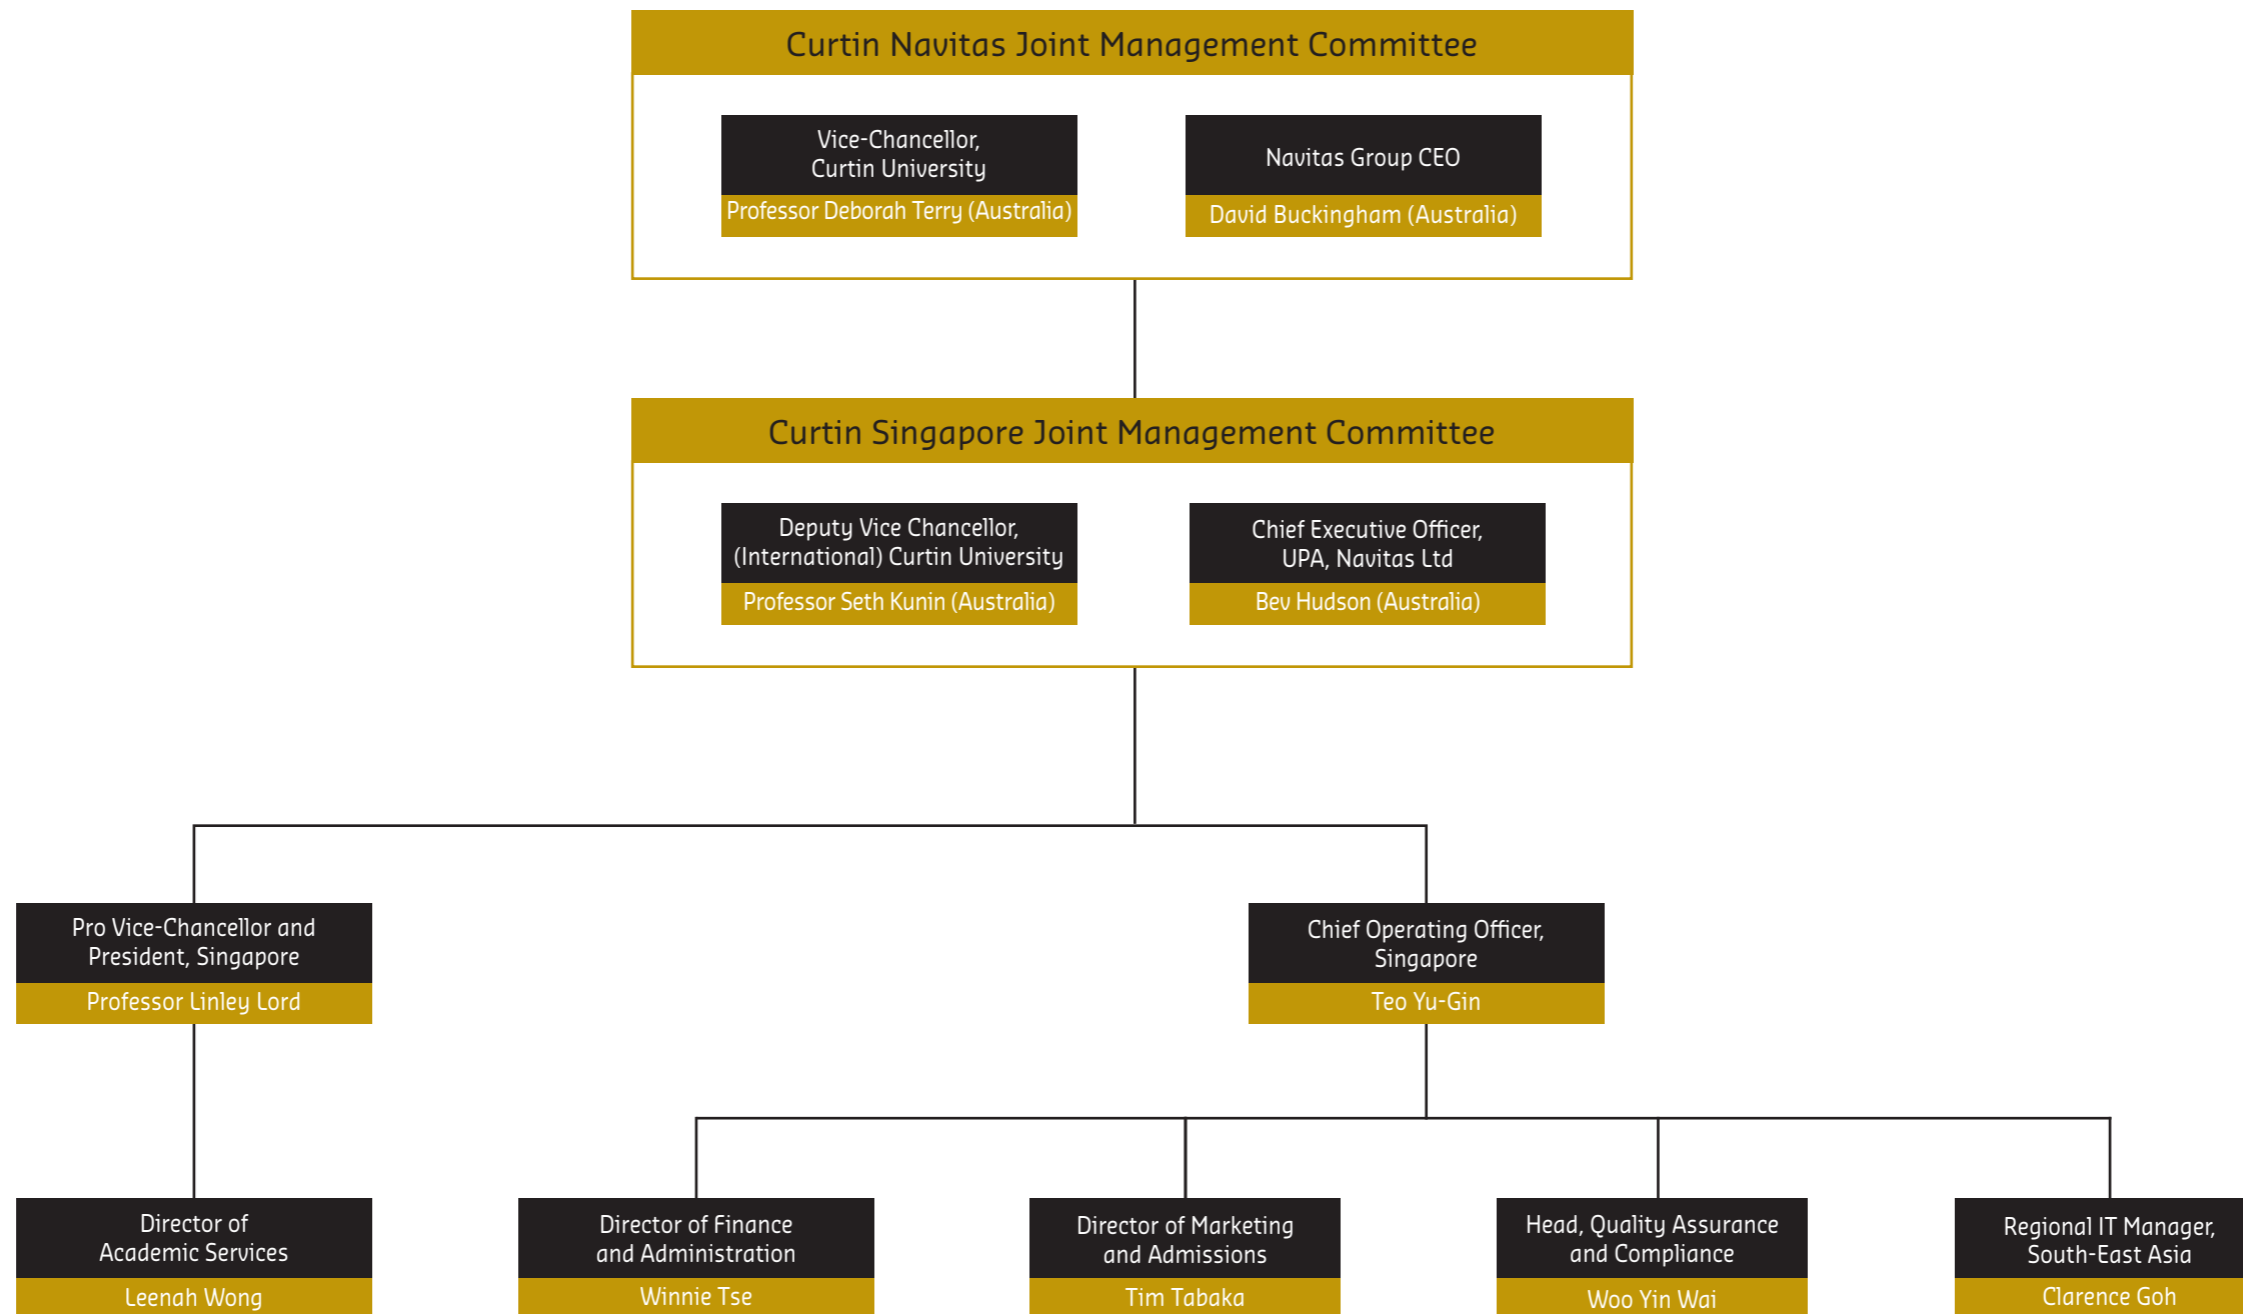 Curtin Navitas Joint Management Committee
Vice-Chancellor,
Curtin University
Professor Deborah Terry (Australia)
Navitas Group CEO
David Buckingham (Australia)
Curtin Singapore Joint Management Committee
Deputy Vice Chancellor,
(International) Curtin University
Professor Seth Kunin (Australia)
Chief Executive Officer,
UPA, Navitas Ltd
Bev Hudson (Australia)
Pro Vice-Chancellor and
President, Singapore
Professor Linley Lord
Chief Operating Officer,
Singapore
Teo Yu-Gin
Director of
Academic Services
Leenah Wong
Director of Finance
and Administration
Winnie Tse
Director of Marketing
and Admissions
Tim Tabaka
Head, Quality Assurance
and Compliance
Woo Yin Wai
Regional IT Manager,
South-East Asia
Clarence Goh